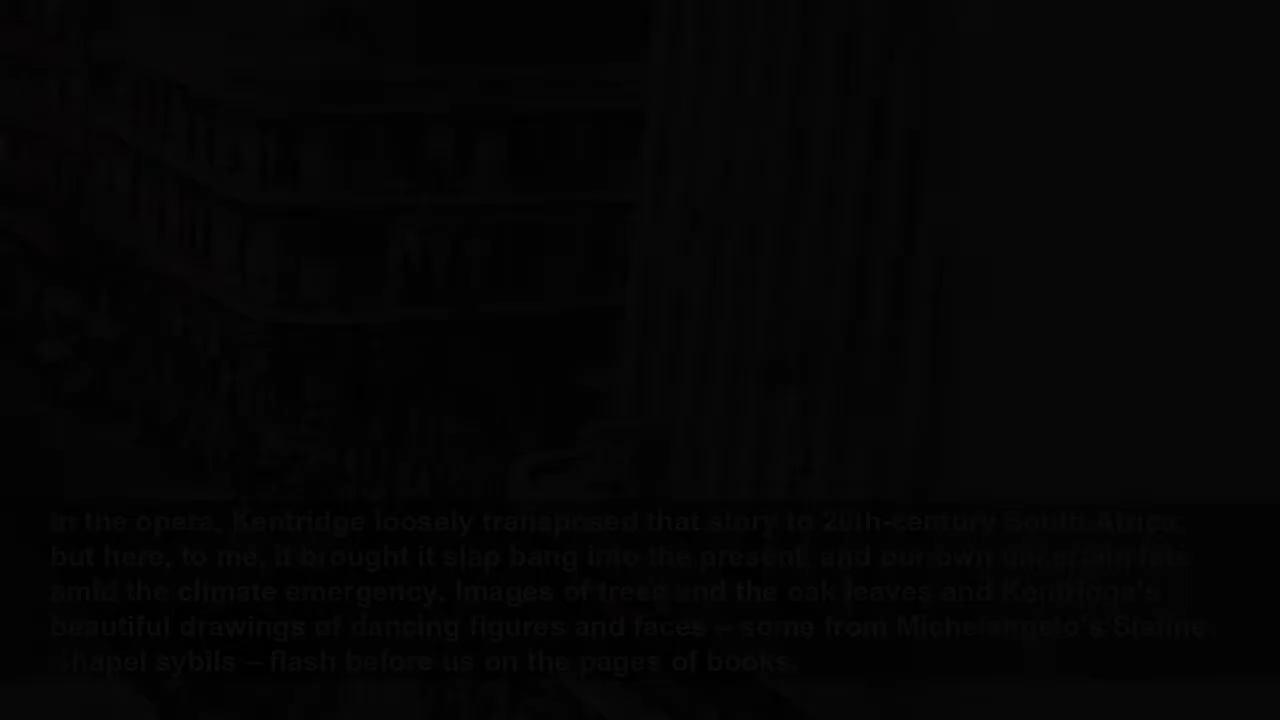 In the opera, Kentridge loosely transposed that story to 20th-century South Africa,
but here, to me, it brought it slap bang into the present, and our own uncertain fate
amid the climate emergency. Images of trees and the oak leaves and Kentridge's
beautiful drawings of dancing figures and faces – some from Michelangelo's Sistine
Chapel sybils – flash before us on the pages of books.